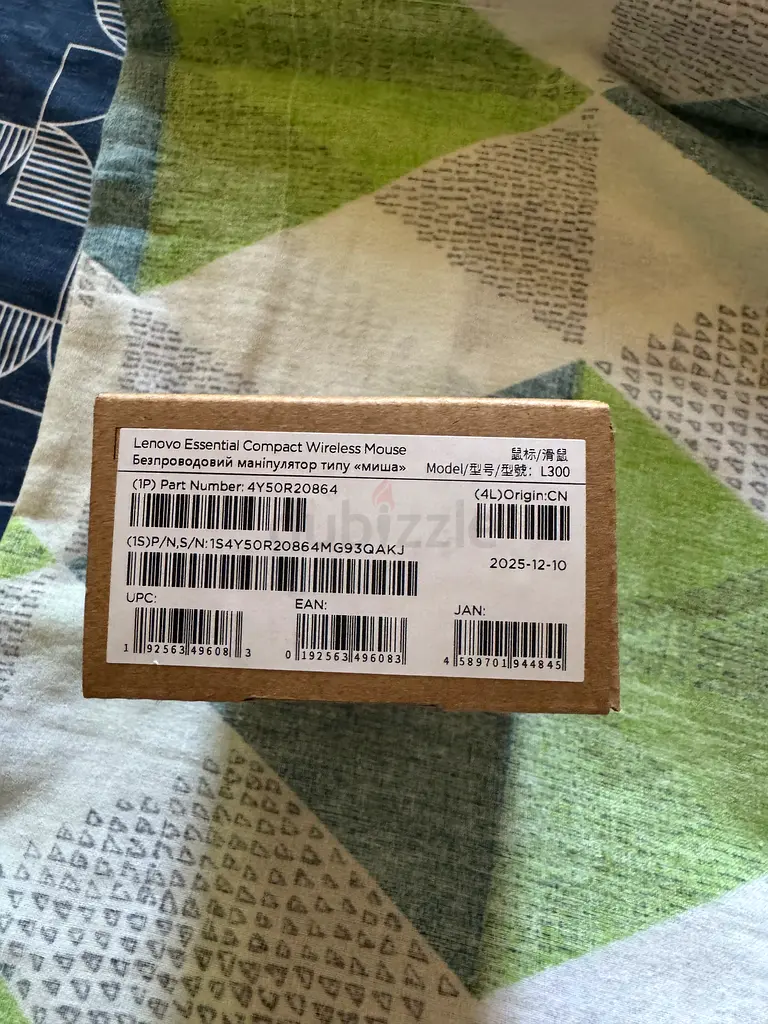 Lenovo Essential Compact Wireless Mouse
鼠标/滑鼠
Безпроводовий маніпулятор типу «миша»
Model/型号/型號: L300
(1P) Part Number: 4Y50R20864
(4L)Origin:CN
(1S)P/N,S/N:1S4Y50R20864MG93QAKJ
2025-12-10
UPC:
EAN:
JAN:
1 92563 49608 3
0 192563 496083
4 589701 944845
dubizzle